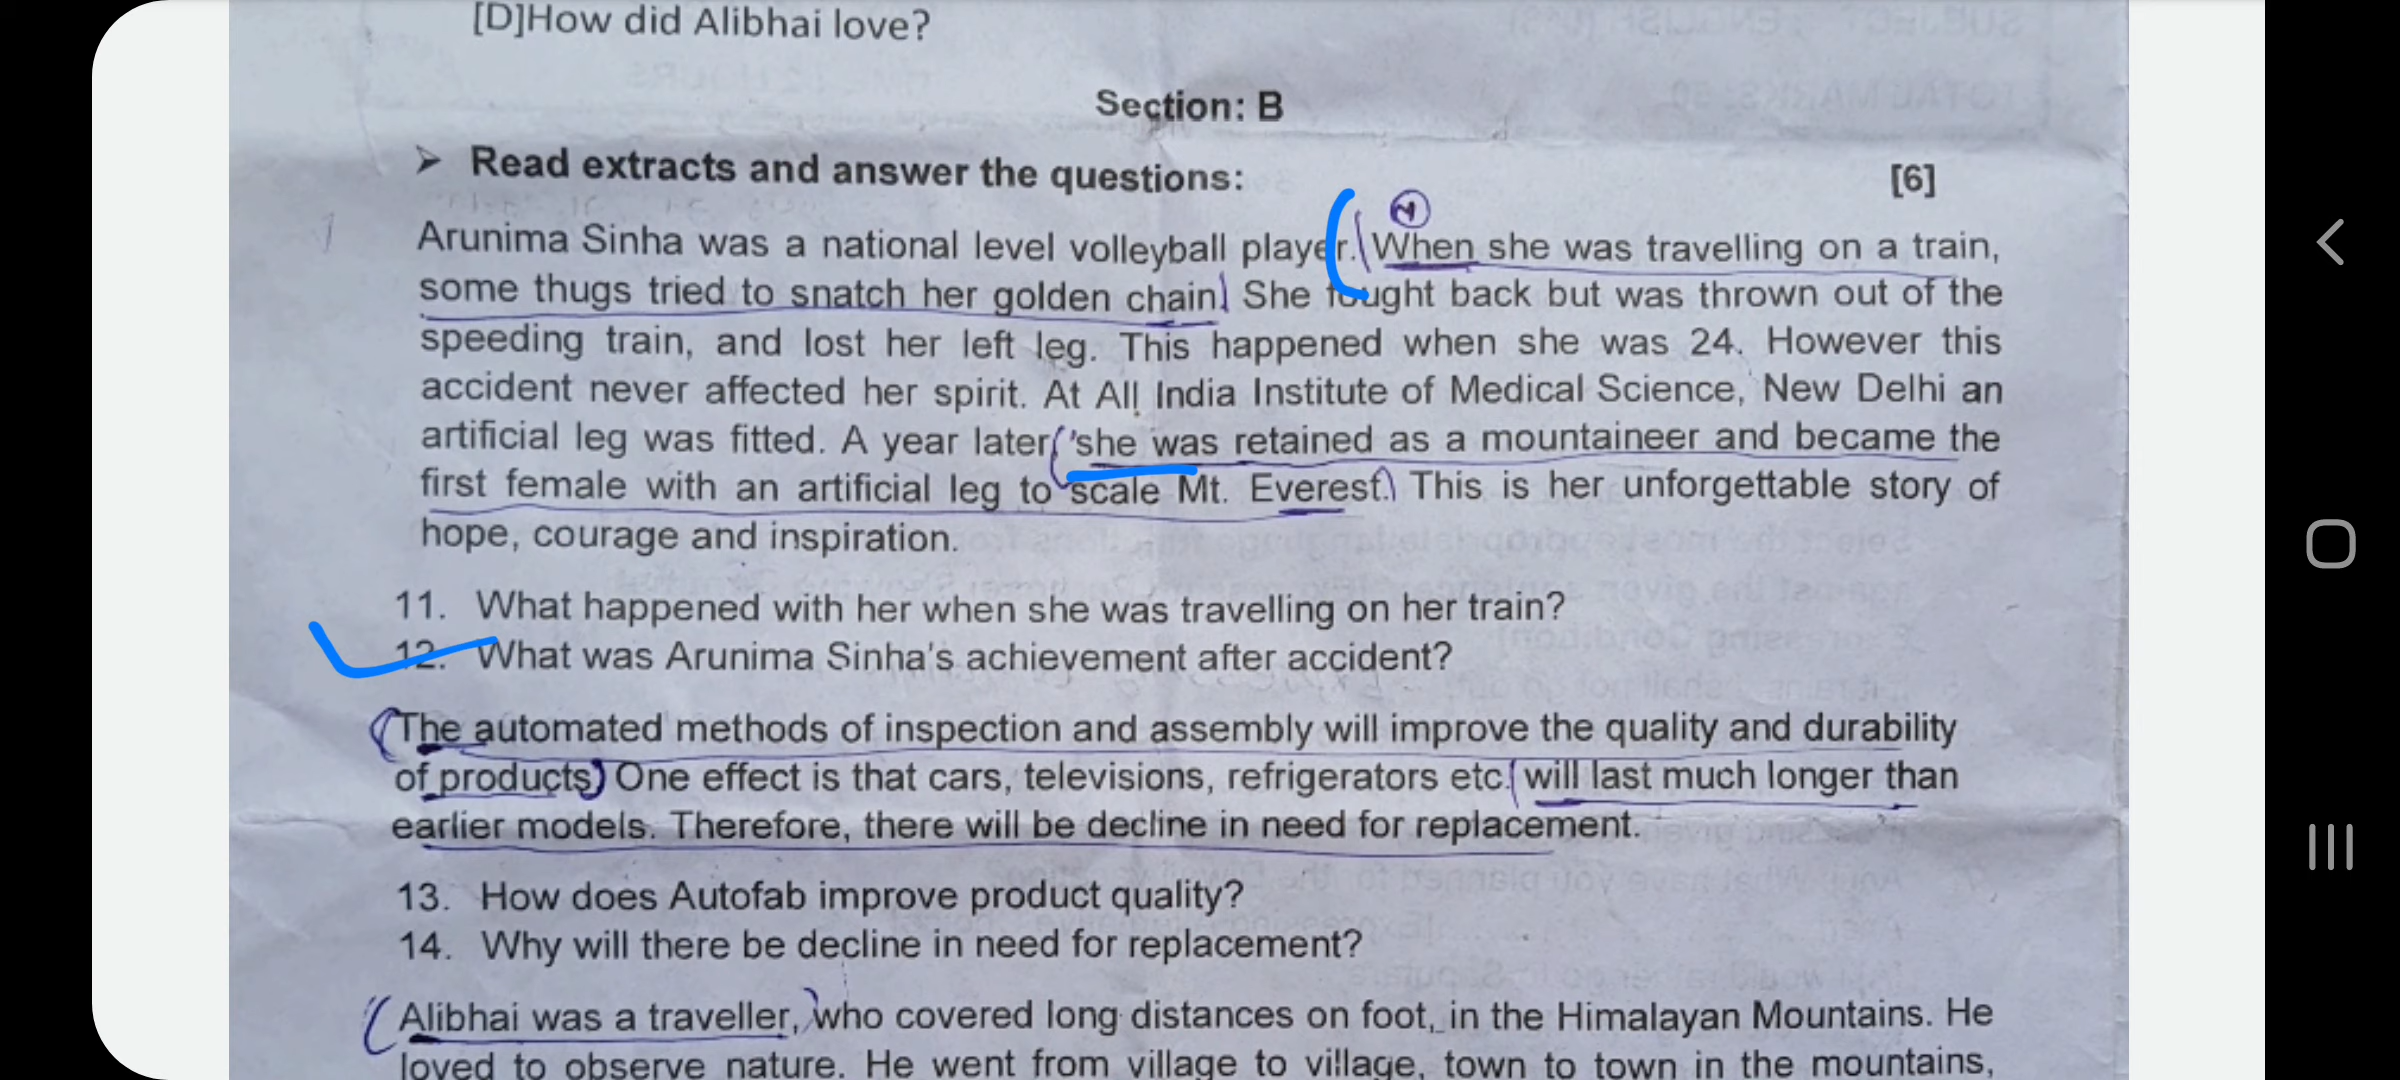 [D]How did Alibhai love?
Section: B
➤ Read extracts and answer the questions: [6]
Arunima Sinha was a national level volleyball player. When she was travelling on a train,
some thugs tried to snatch her golden chain. She fought back but was thrown out of the
speeding train, and lost her left leg. This happened when she was 24. However this
accident never affected her spirit. At All India Institute of Medical Science, New Delhi an
artificial leg was fitted. A year later, she was retained as a mountaineer and became the
first female with an artificial leg to scale Mt. Everest. This is her unforgettable story of
hope, courage and inspiration.
11. What happened with her when she was travelling on her train?
12. What was Arunima Sinha's achievement after accident?
The automated methods of inspection and assembly will improve the quality and durability
of products. One effect is that cars, televisions, refrigerators etc. will last much longer than
earlier models. Therefore, there will be decline in need for replacement.
13. How does Autofab improve product quality?
14. Why will there be decline in need for replacement?
Alibhai was a traveller, who covered long distances on foot, in the Himalayan Mountains. He
loved to observe nature. He went from village to village, town to town in the mountains,